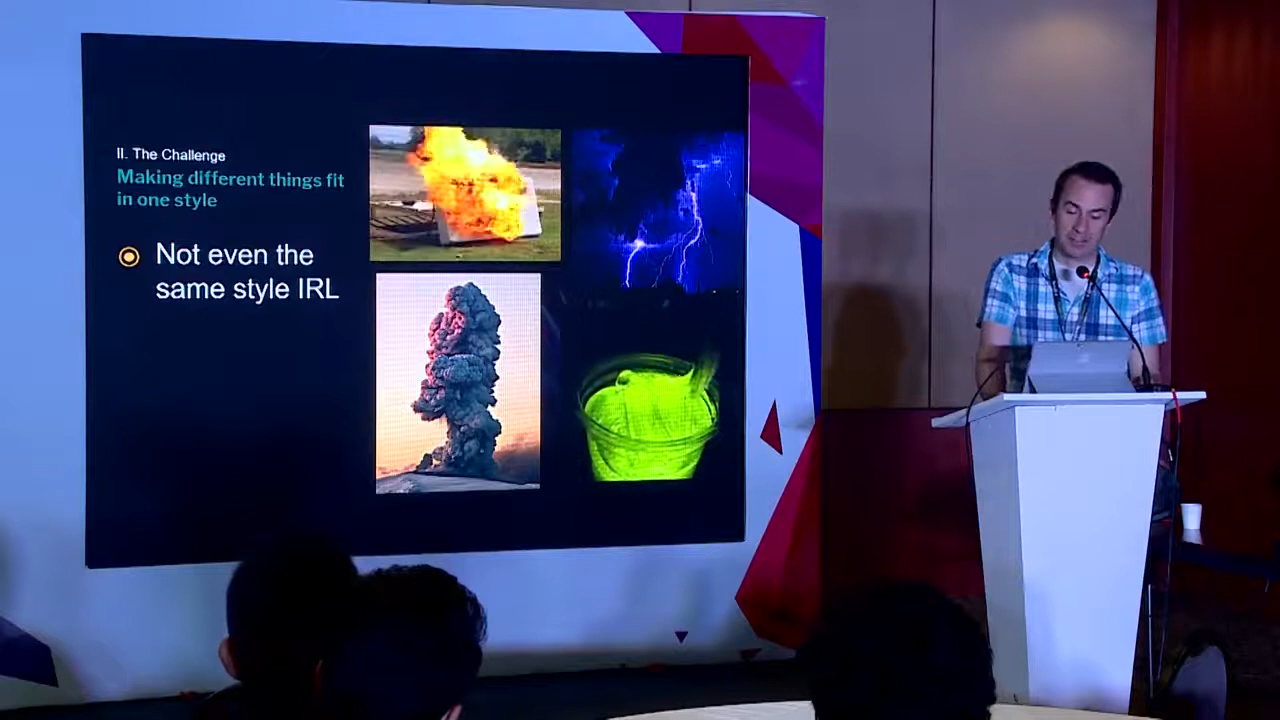 II. The Challenge
Making different things fit
in one style
Not even the
same style IRL